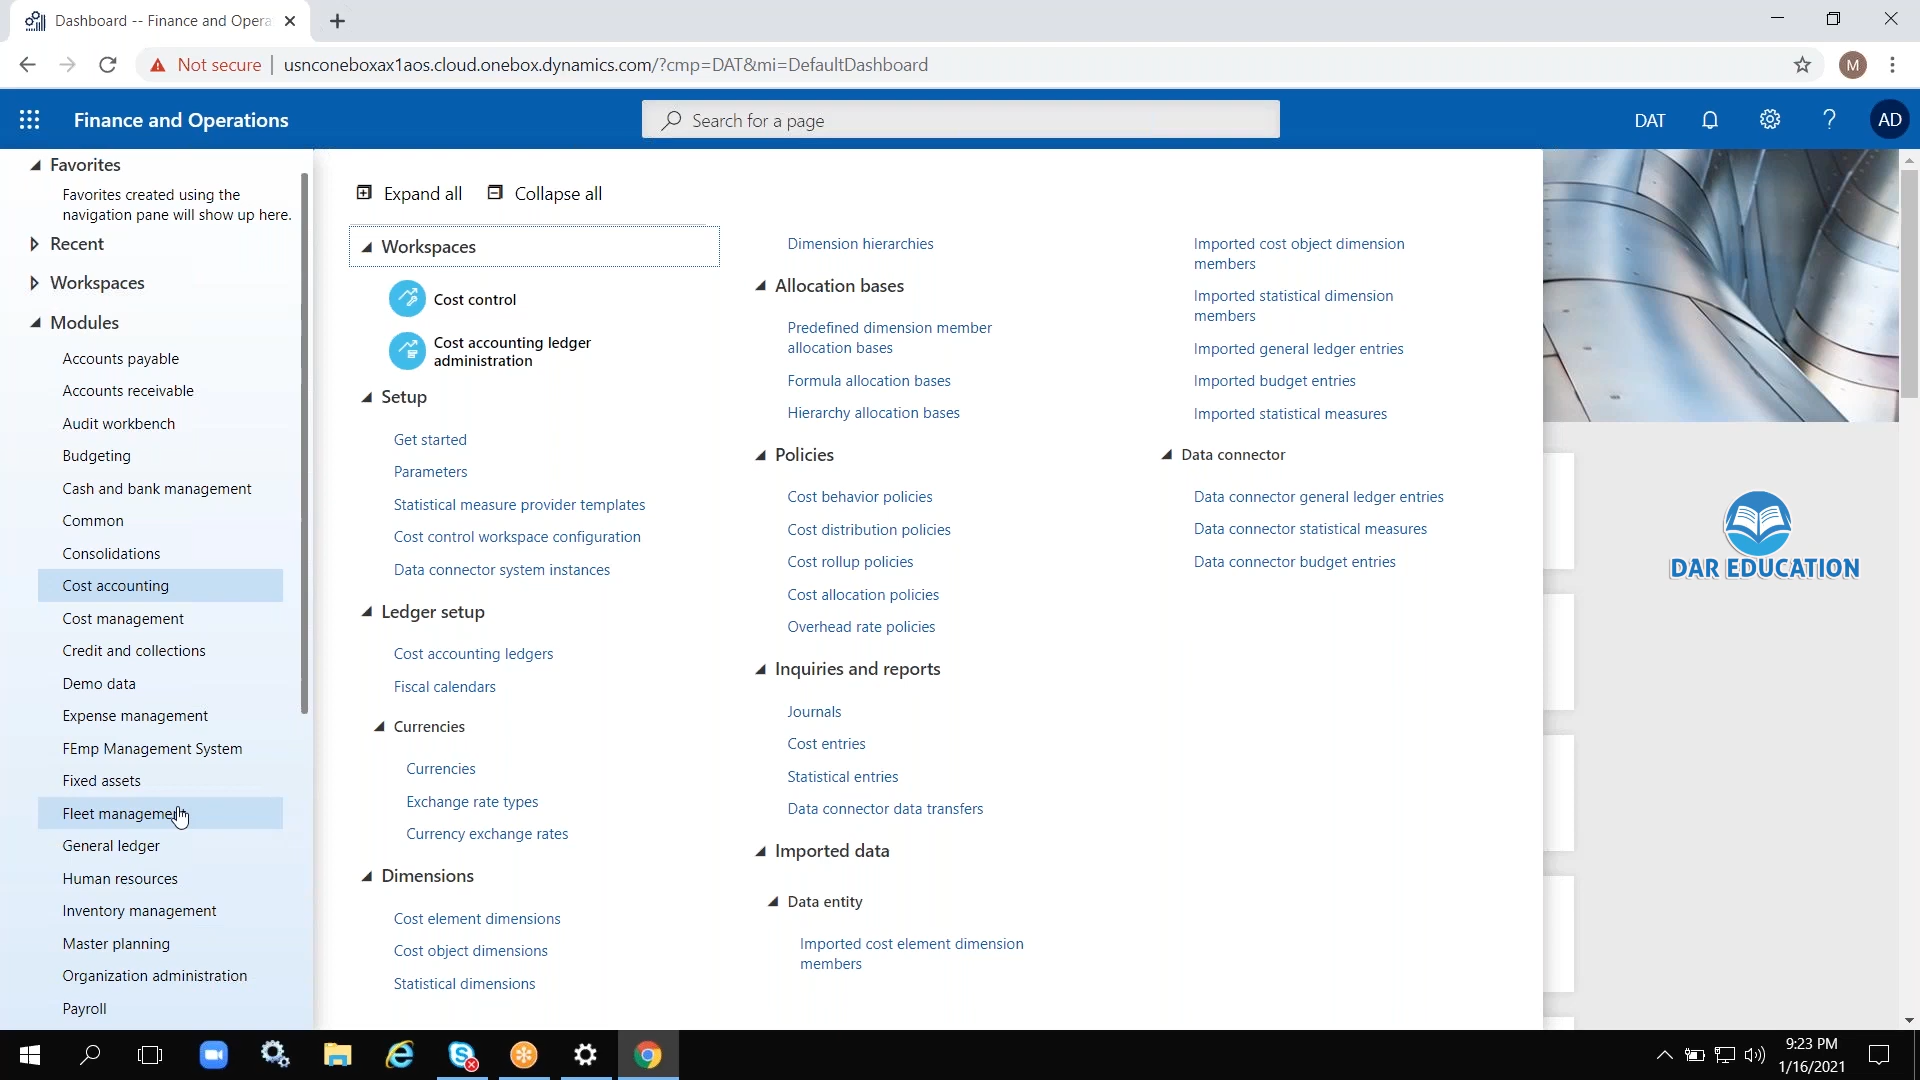 Dashboard -- Finance and Opera
Not secure
usnconeboxax1aos.cloud.onebox.dynamics.com/?cmp=DAT&mi=DefaultDashboard
M
Finance and Operations
Search for a page
DAT
?
AD
Favorites
Favorites created using the
navigation pane will show up here.
Recent
Workspaces
Modules
Accounts payable
Accounts receivable
Audit workbench
Budgeting
Cash and bank management
Common
Consolidations
Cost accounting
Cost management
Credit and collections
Demo data
Expense management
FEmp Management System
Fixed assets
Fleet management
General ledger
Human resources
Inventory management
Master planning
Organization administration
Payroll
Expand all
Collapse all
Workspaces
Cost control
Cost accounting ledger
administration
Setup
Get started
Parameters
Statistical measure provider templates
Cost control workspace configuration
Data connector system instances
Ledger setup
Cost accounting ledgers
Fiscal calendars
Currencies
Currencies
Exchange rate types
Currency exchange rates
Dimensions
Cost element dimensions
Cost object dimensions
Statistical dimensions
Dimension hierarchies
Allocation bases
Predefined dimension member
allocation bases
Formula allocation bases
Hierarchy allocation bases
Policies
Cost behavior policies
Cost distribution policies
Cost rollup policies
Cost allocation policies
Overhead rate policies
Inquiries and reports
Journals
Cost entries
Statistical entries
Data connector data transfers
Imported data
Data entity
Imported cost element dimension
members
Imported cost object dimension
members
Imported statistical dimension
members
Imported general ledger entries
Imported budget entries
Imported statistical measures
Data connector
Data connector general ledger entries
Data connector statistical measures
Data connector budget entries
DAR EDUCATION
9:23 PM
1/16/2021